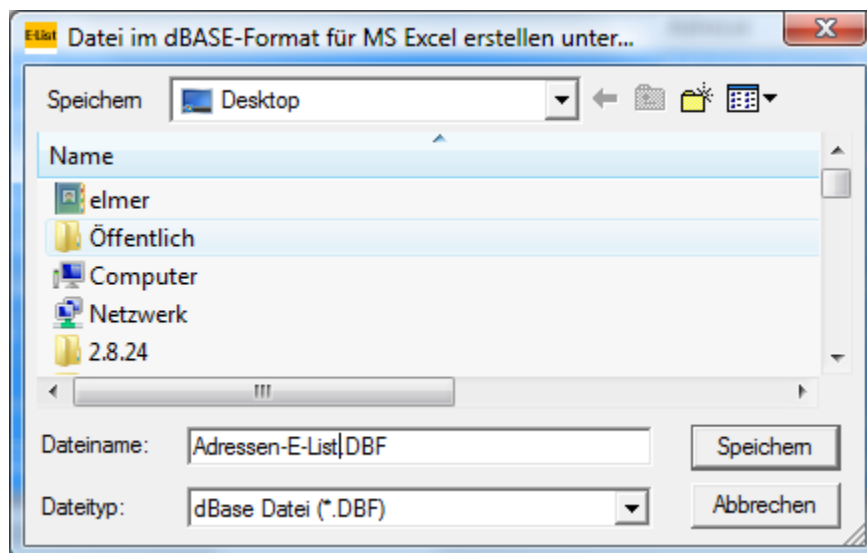 E-List Datei im dBASE-Format für MS Excel erstellen unter...
Speichern Desktop
Name
elmer
Öffentlich
Computer
Netzwerk
2.8.24
Dateiname: Adressen-E-List.DBF Speichern
Dateityp: dBase Datei (*.DBF) Abbrechen